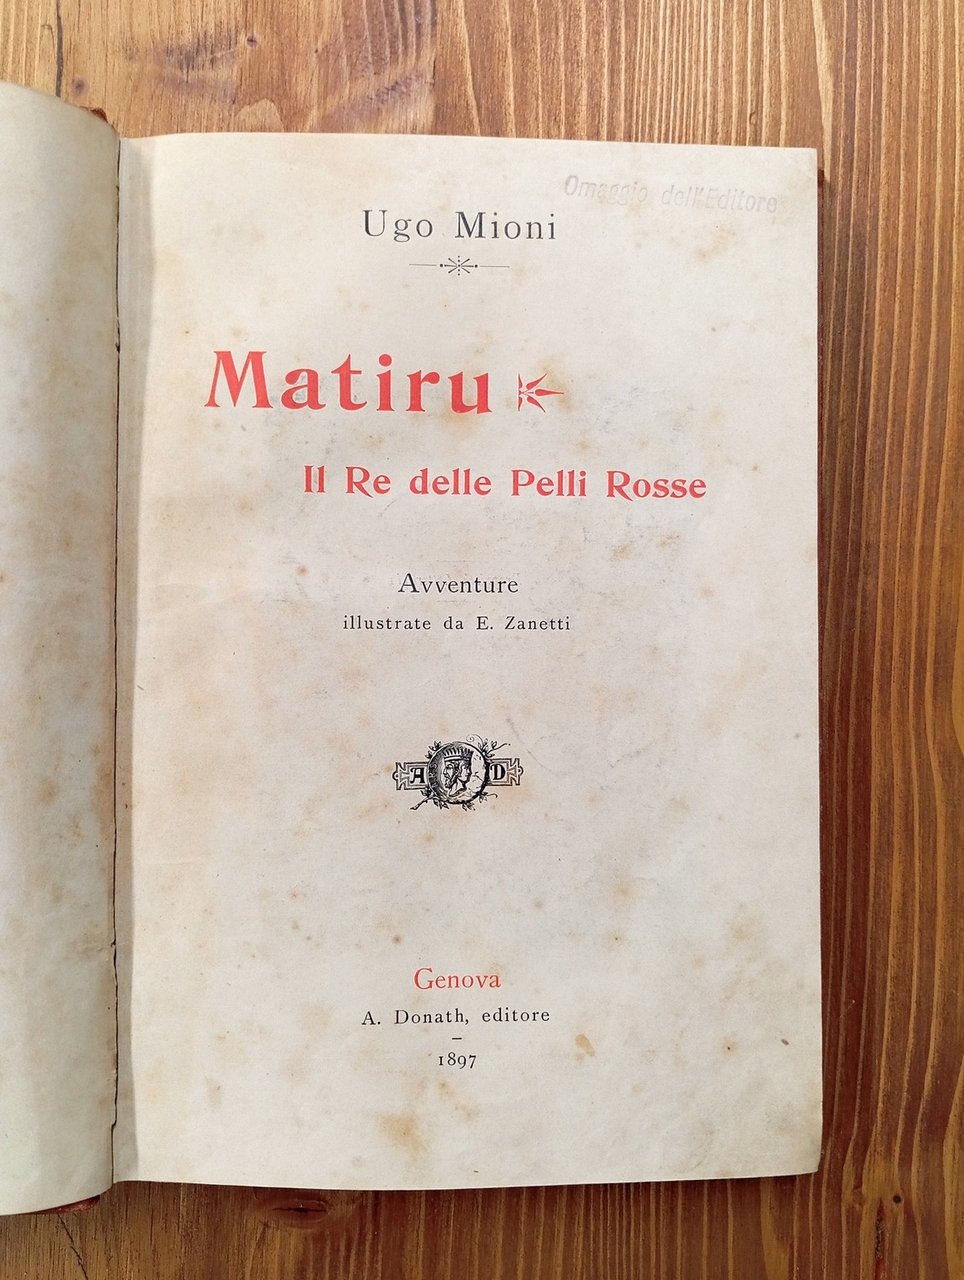 Omaggio dell'Editore
Ugo Mioni
Matiru
Il Re delle Pelli Rosse
Avventure
illustrate da E. Zanetti
A D
Genova
A. Donath, editore
1897